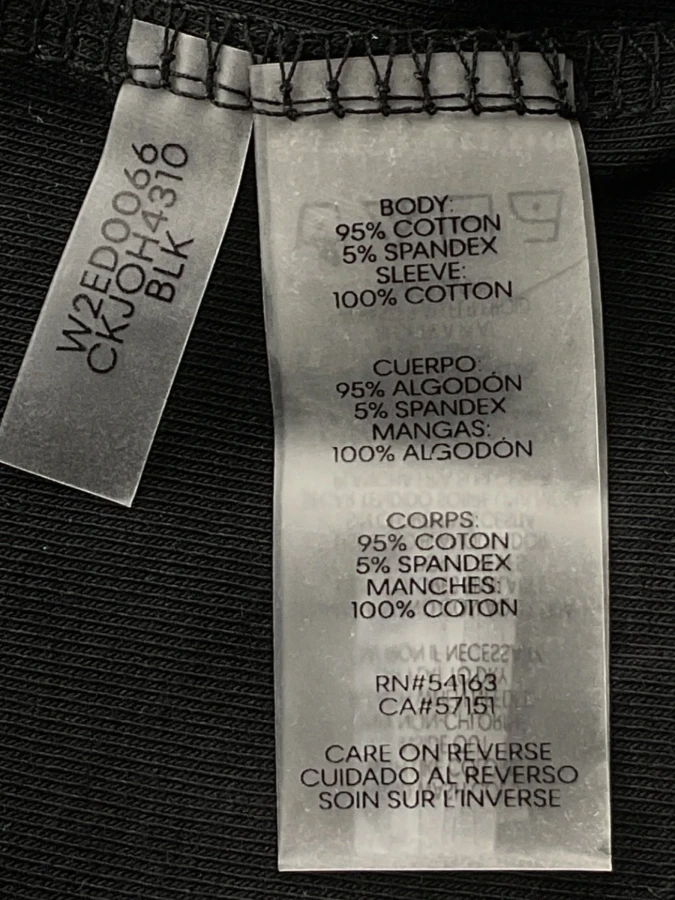 W2ED0066
CKJOH4310
BLK
BODY:
95% COTTON
5% SPANDEX
SLEEVE:
100% COTTON
CUERPO:
95% ALGODÓN
5% SPANDEX
MANGAS:
100% ALGODÓN
CORPS:
95% COTON
5% SPANDEX
MANCHES:
100% COTON
RN#54163
CA#57151
CARE ON REVERSE
CUIDADO AL REVERSO
SOIN SUR L'INVERSE